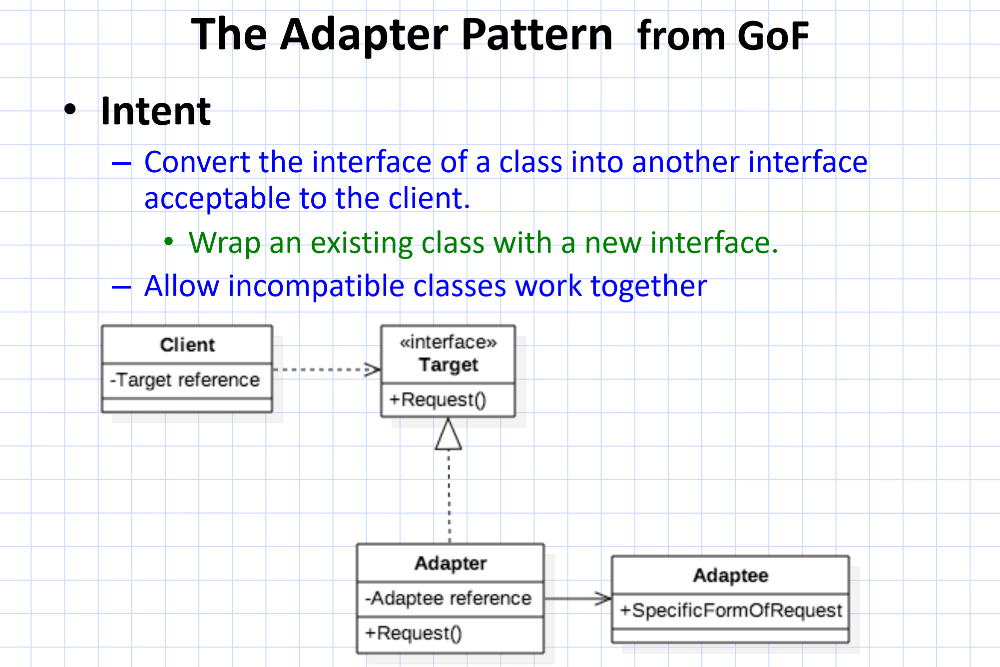 The Adapter Pattern from GoF
• Intent
– Convert the interface of a class into another interface
acceptable to the client.
• Wrap an existing class with a new interface.
– Allow incompatible classes work together
Client
-Target reference
«interface»
Target
+Request()
Adapter
-Adaptee reference
+Request()
Adaptee
+SpecificFormOfRequest